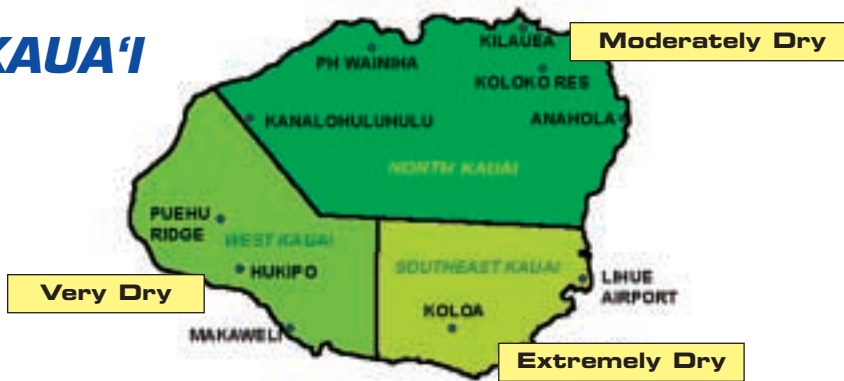 KAUA‘I
KILAUEA
Moderately Dry
PH WAINIHA
KOLOKO RES
KANALOHULUHULU
ANAHOLA
NORTH KAUAI
PUEHU
RIDGE
WEST KAUAI
SOUTHEAST KAUAI
HUKIPO
LIHUE
AIRPORT
Very Dry
KOLOA
MAKAWELI
Extremely Dry